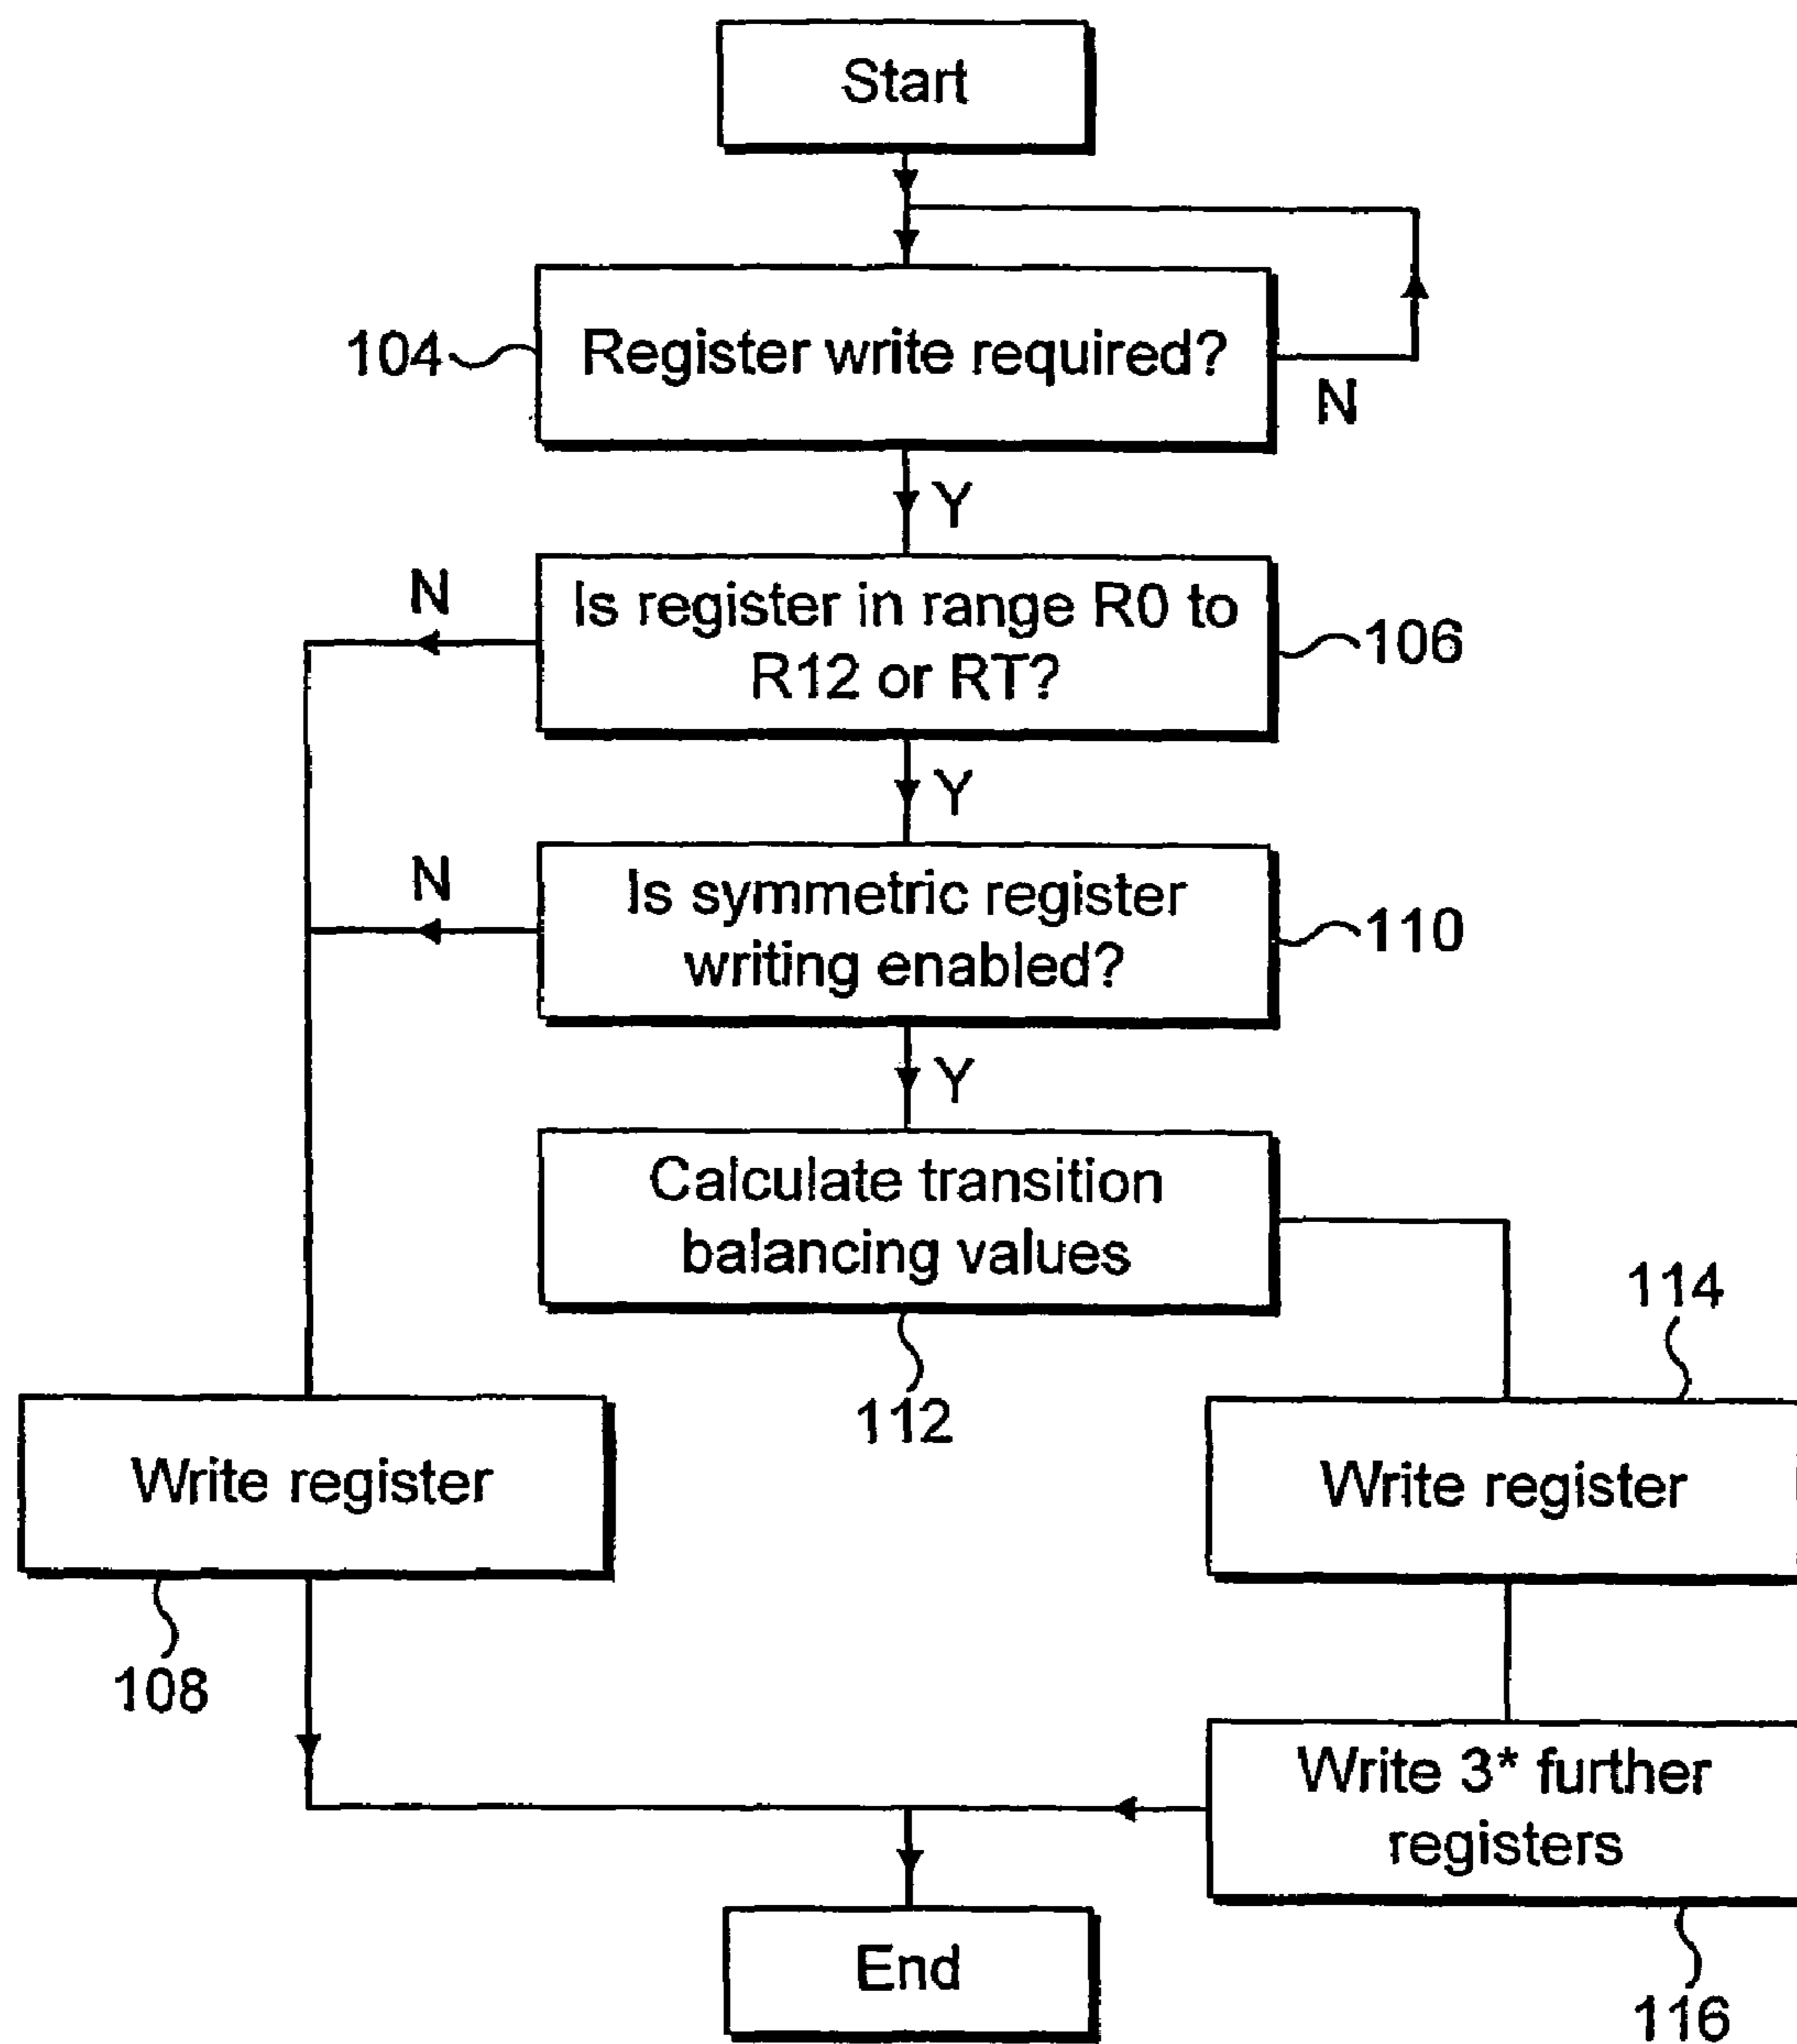 Start
104
Register write required?
N
Y
N
Is register in range R0 to
R12 or RT?
106
Y
N
Is symmetric register
writing enabled?
110
Y
Calculate transition
balancing values
112
114
Write register
108
Write register
Write 3* further
registers
116
End